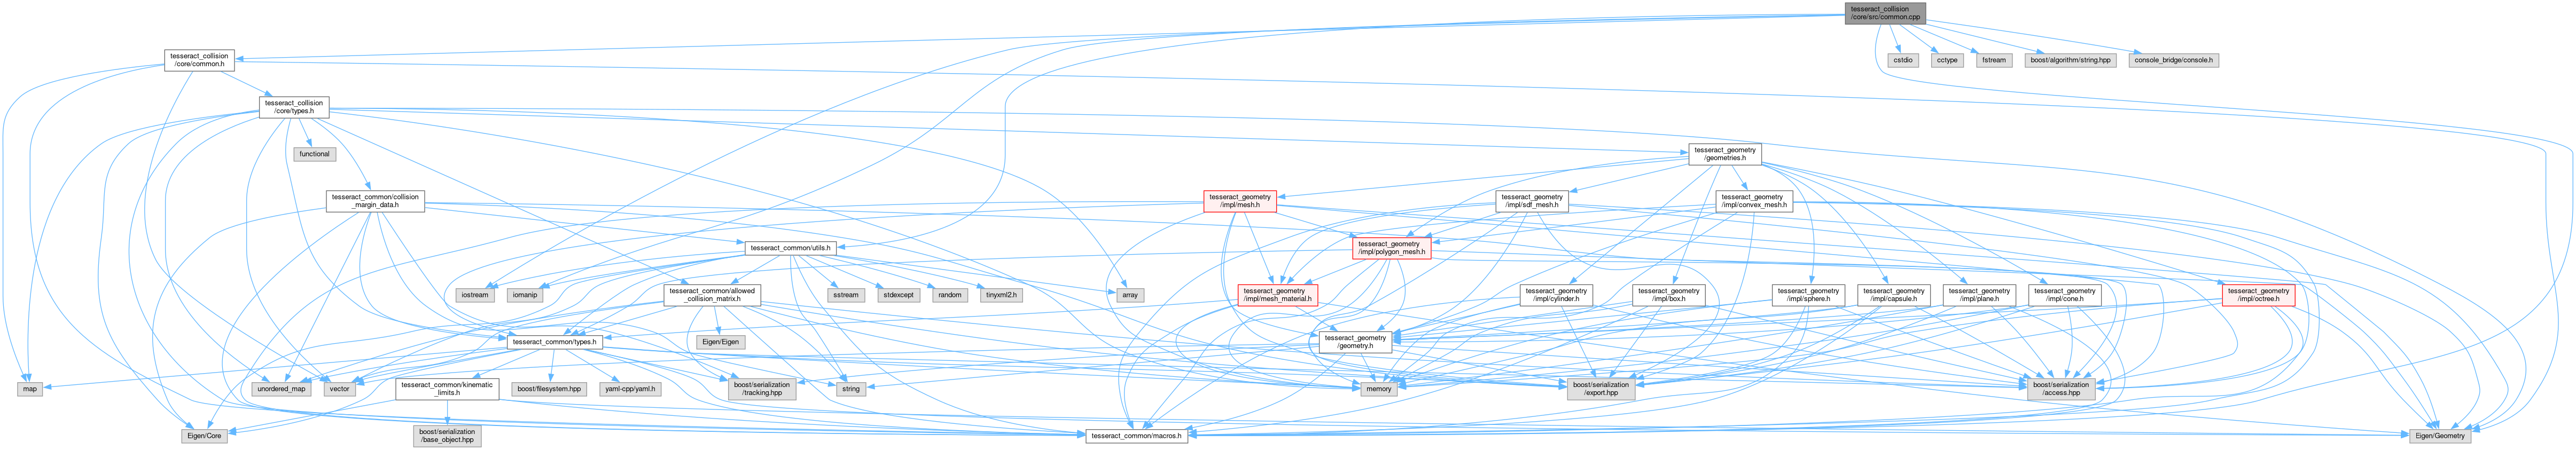 tesseract_collision
/core/src/common.cpp
tesseract_collision
/core/common.h
cstdio
cctype
fstream
boost/algorithm/string.hpp
console_bridge/console.h
tesseract_collision
/core/types.h
functional
tesseract_geometry
/geometries.h
tesseract_common/collision
_margin_data.h
tesseract_geometry
/impl/mesh.h
tesseract_geometry
/impl/sdf_mesh.h
tesseract_geometry
/impl/convex_mesh.h
tesseract_common/utils.h
tesseract_geometry
/impl/polygon_mesh.h
iostream
iomanip
tesseract_common/allowed
_collision_matrix.h
sstream
stdexcept
random
tinyxml2.h
array
tesseract_geometry
/impl/mesh_material.h
tesseract_geometry
/impl/cylinder.h
tesseract_geometry
/impl/box.h
tesseract_geometry
/impl/sphere.h
tesseract_geometry
/impl/capsule.h
tesseract_geometry
/impl/plane.h
tesseract_geometry
/impl/cone.h
tesseract_geometry
/impl/octree.h
tesseract_common/types.h
Eigen/Eigen
tesseract_geometry
/geometry.h
map
unordered_map
vector
tesseract_common/kinematic
_limits.h
boost/filesystem.hpp
yaml-cpp/yaml.h
boost/serialization
/tracking.hpp
string
memory
boost/serialization
/export.hpp
boost/serialization
/access.hpp
Eigen/Core
boost/serialization
/base_object.hpp
tesseract_common/macros.h
Eigen/Geometry